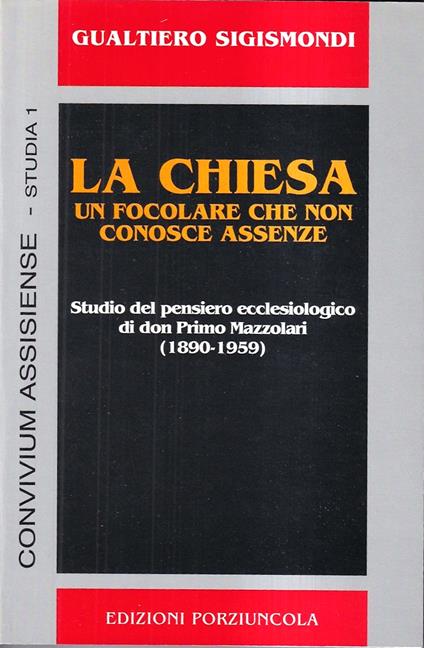 GUALTIERO SIGISMONDI
LA CHIESA
UN FOCOLARE CHE NON
CONOSCE ASSENZE
Studio del pensiero ecclesiologico
di don Primo Mazzolari
(1890-1959)
CONVIVIUM ASSISIENSE - STUDIA 1
EDIZIONI PORZIUNCOLA